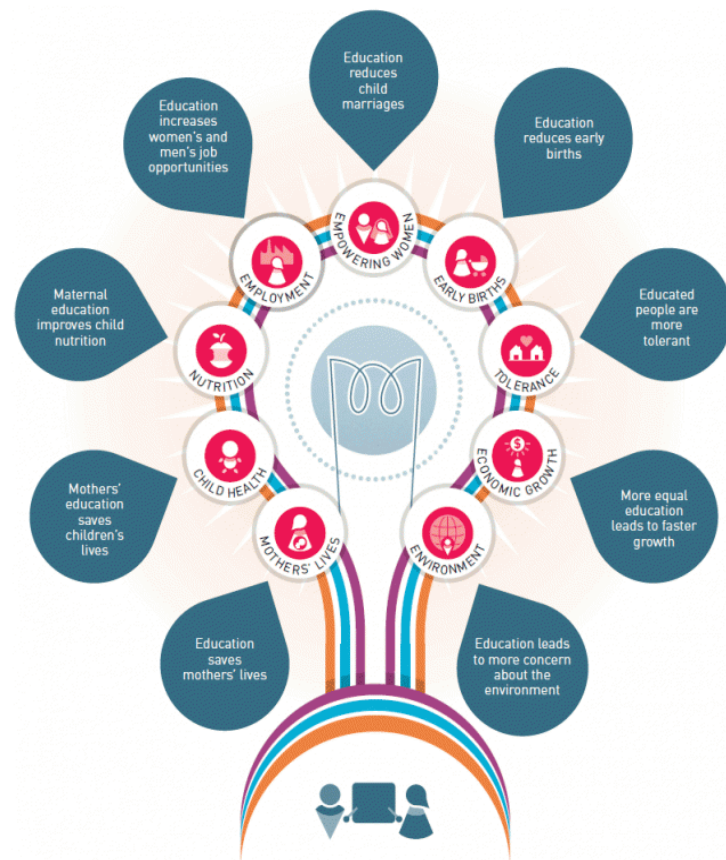 Education
reduces
child
marriages
Education
increases
women's and
men's job
opportunities
Education
reduces early
births
EMPOWERING WOMEN
EMPLOYMENT
EARLY BIRTHS
Maternal
education
improves child
nutrition
Educated
people are
more
tolerant
NUTRITION
TOLERANCE
CHILD HEALTH
$
ECONOMIC GROWTH
Mothers'
education
saves
children's
lives
More equal
education
leads to faster
growth
MOTHERS' LIVES
ENVIRONMENT
Education
saves
mothers' lives
Education leads
to more concern
about the
environment